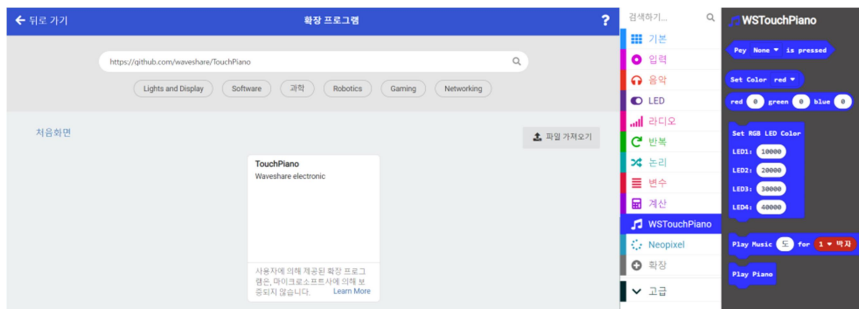 뒤로 가기
확장 프로그램
?
https://github.com/waveshare/TouchPiano
Lights and Display
Software
과학
Robotics
Gaming
Networking
처음화면
파일 가져오기
TouchPiano
Waveshare electronic
사용자에 의해 제공된 확장 프로그
램은, 마이크로소프트사에 의해 보
증되지 않습니다. Learn More
검색하기...
기본
입력
음악
LED
라디오
반복
논리
변수
계산
WSTouchPiano
Neopixel
확장
고급
WSTouchPiano
Pey None is pressed
Set Color red
red 0 green 0 blue 0
Set RGB LED Color
LED1: 10000
LED2: 20000
LED3: 30000
LED4: 40000
Play Music 도 for 1 박자
Play Piano